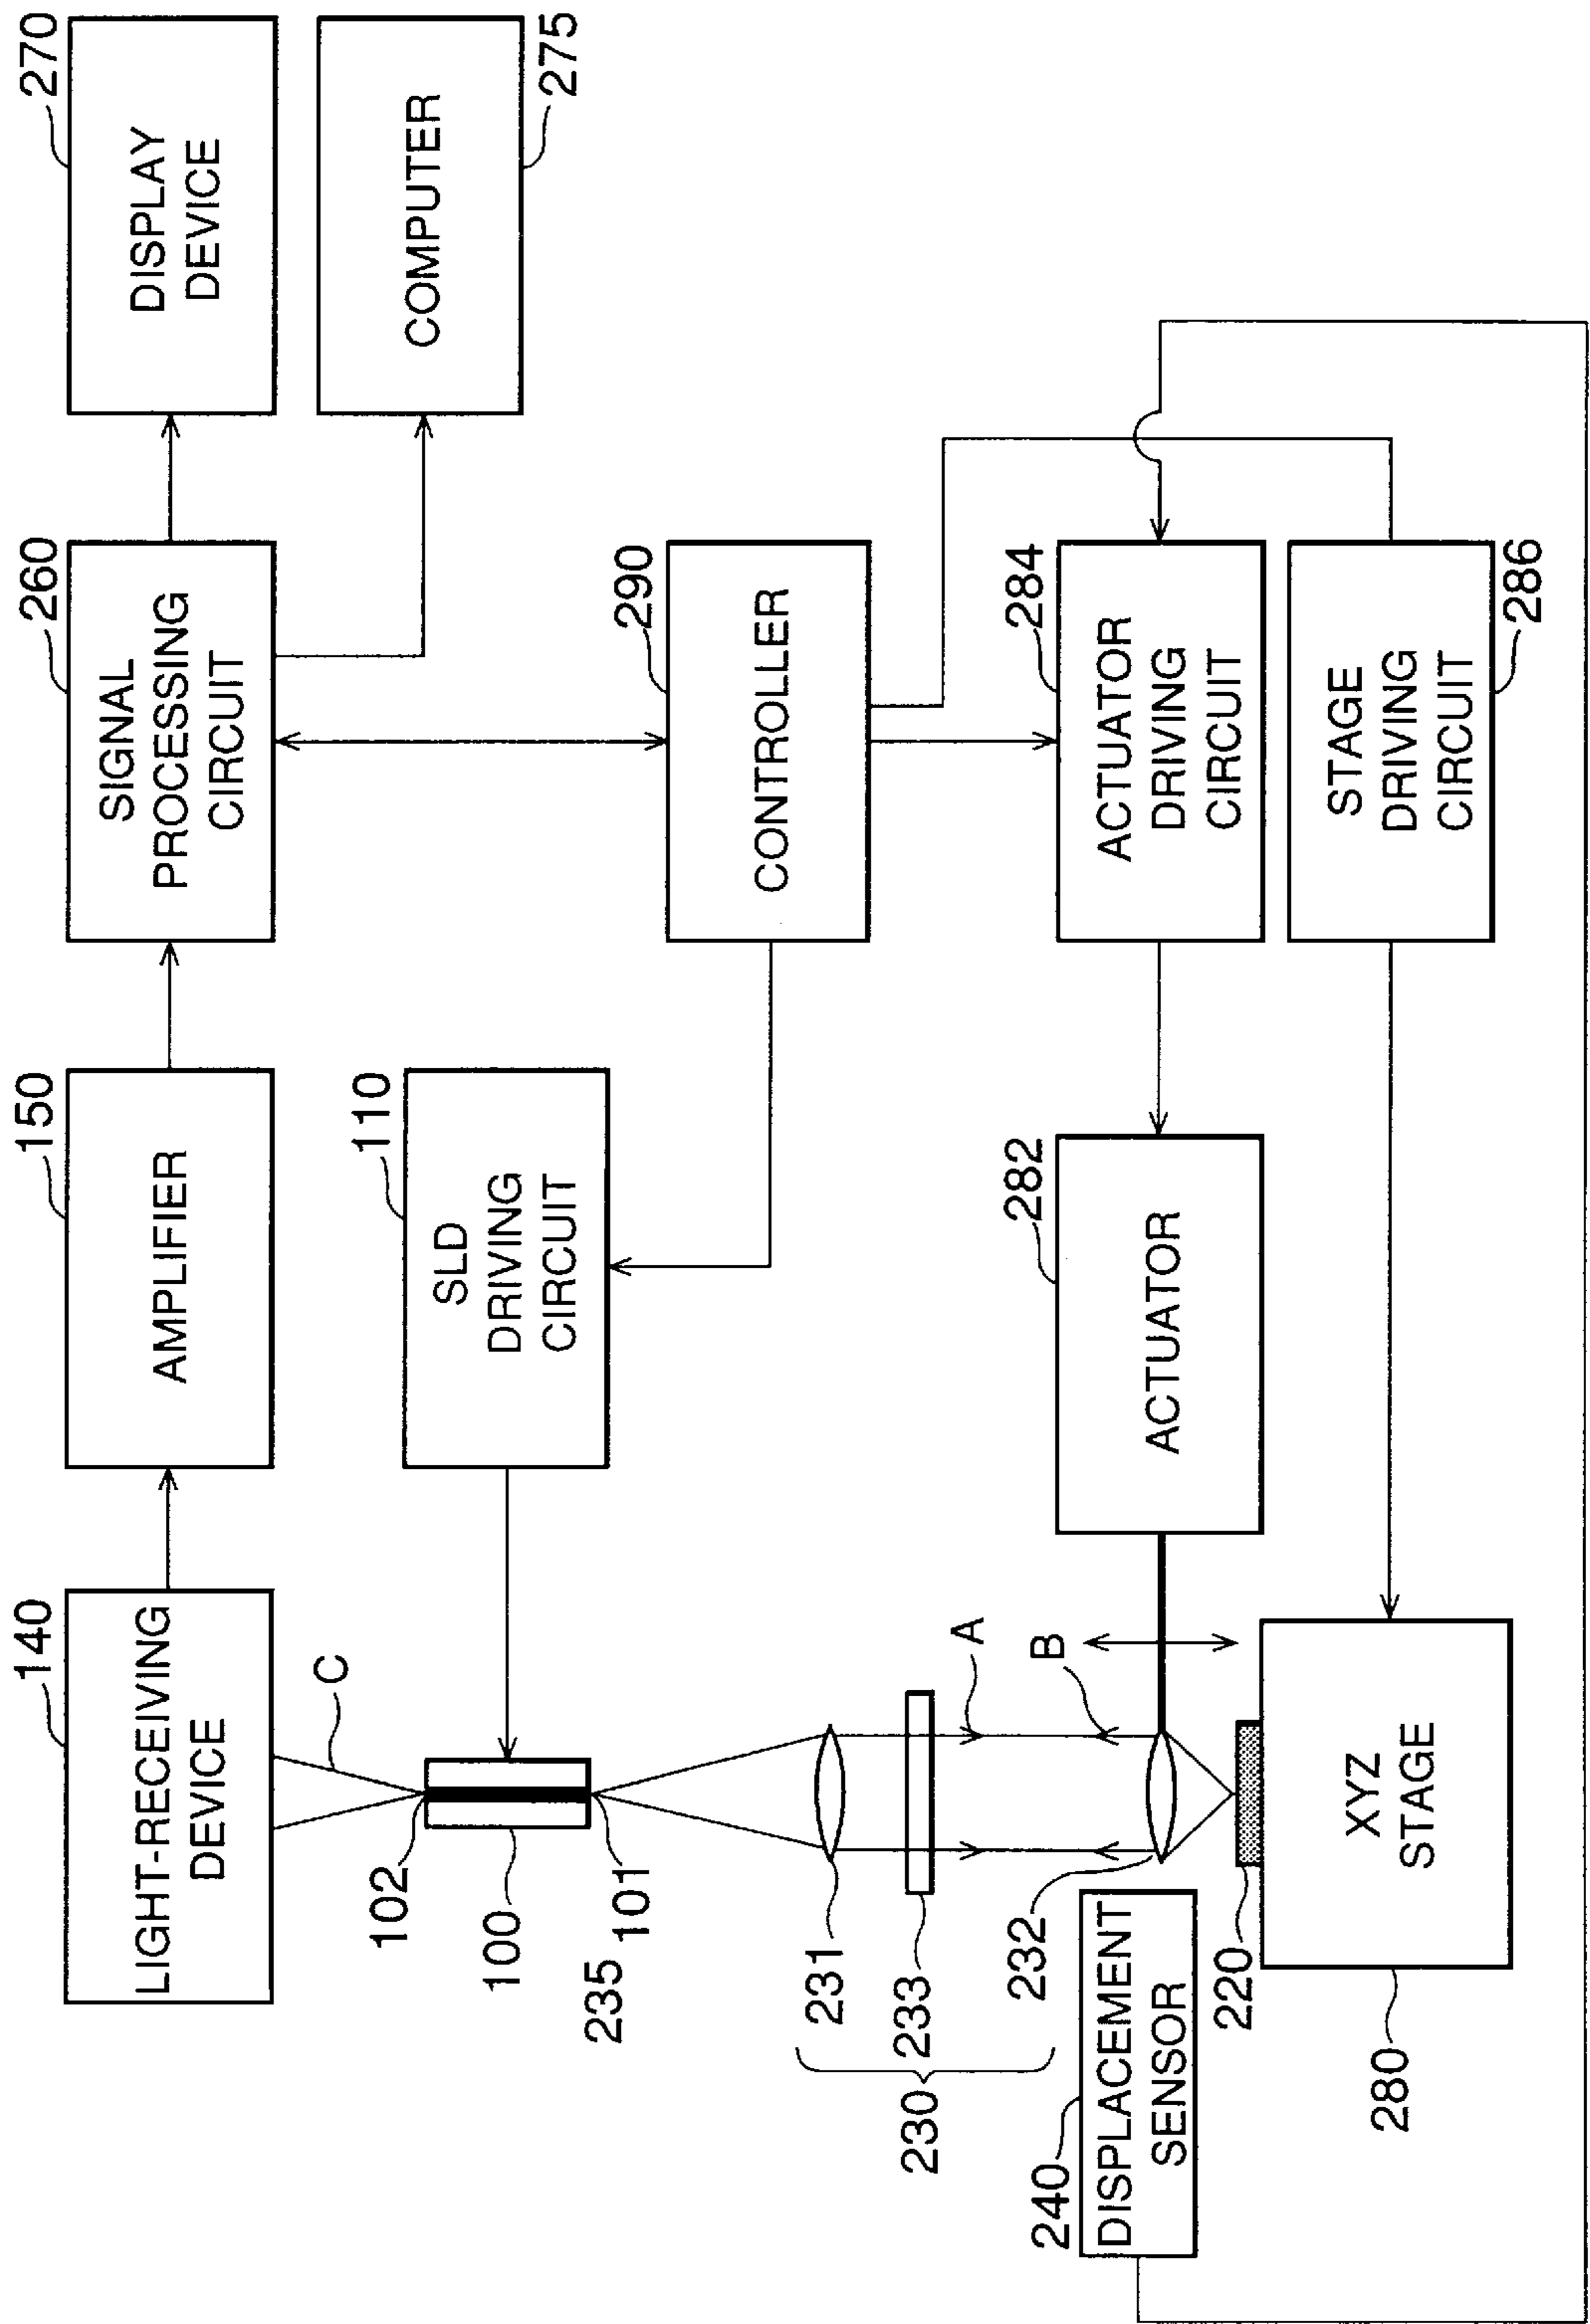 140
LIGHT-RECEIVING
DEVICE
150
AMPLIFIER
260
SIGNAL
PROCESSING
CIRCUIT
270
DISPLAY
DEVICE
COMPUTER
275
C
102
100
235
101
110
SLD
DRIVING
CIRCUIT
290
CONTROLLER
231
233
232
230
A
B
240
DISPLACEMENT
SENSOR
220
280
XYZ
STAGE
282
ACTUATOR
284
ACTUATOR
DRIVING
CIRCUIT
STAGE
DRIVING
CIRCUIT
286